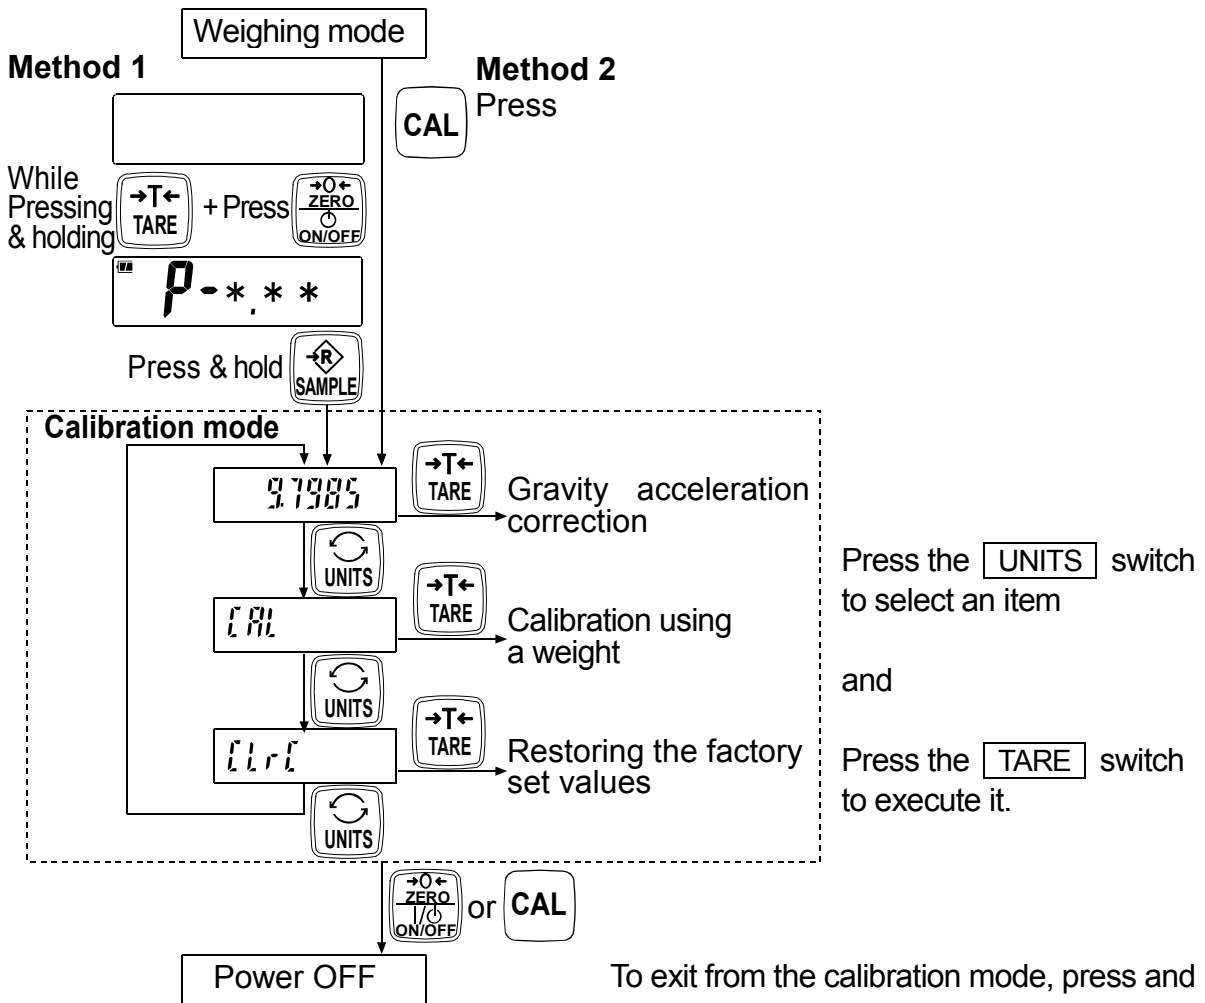 Weighing mode
Method 1
Method 2
Press
CAL
While
Pressing
& holding
→T←
TARE
+ Press
→0←
ZERO
ON/OFF
P-*.**
Press & hold
→R
SAMPLE
Calibration mode
9.7985
→T←
TARE
Gravity acceleration
correction
UNITS
CAL
→T←
TARE
Calibration using
a weight
UNITS
CLrC
→T←
TARE
Restoring the factory
set values
UNITS
Press the UNITS switch
to select an item
and
Press the TARE switch
to execute it.
→0←
ZERO
I/⏻
ON/OFF
or
CAL
Power OFF
To exit from the calibration mode, press and